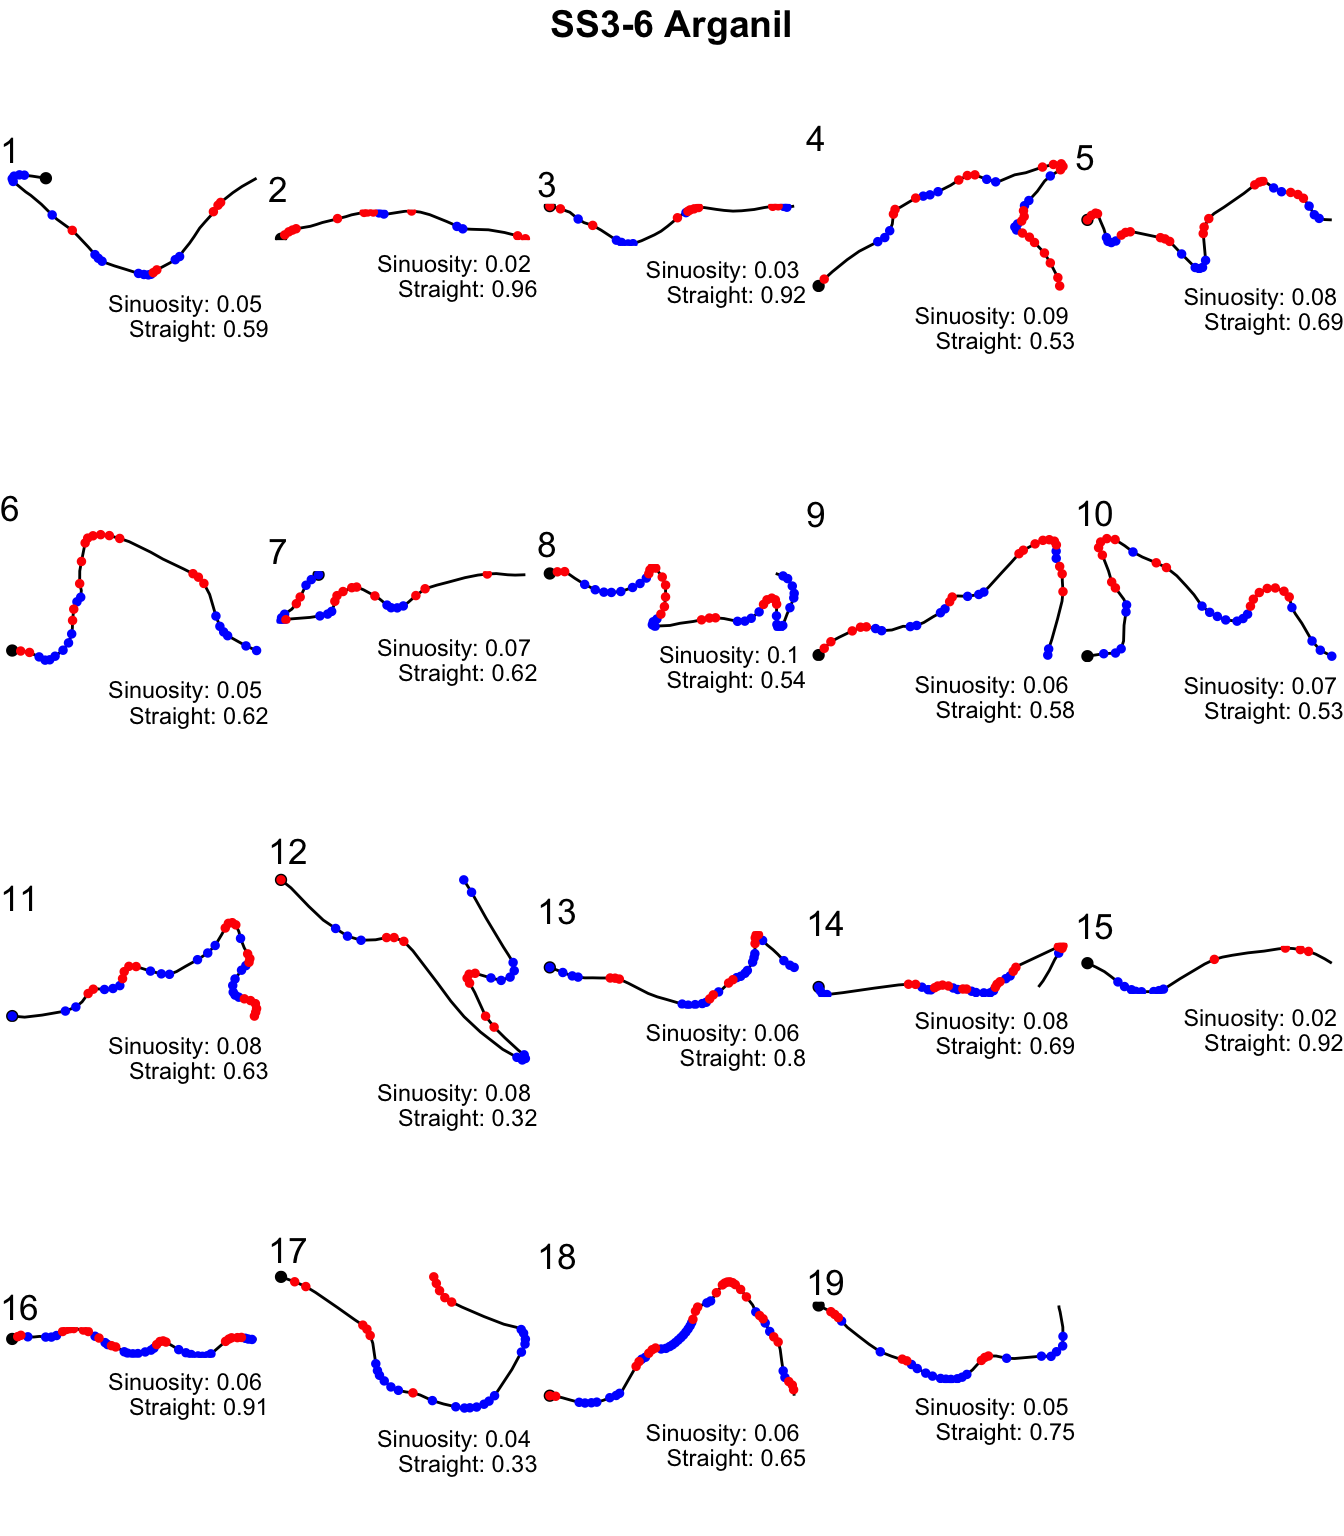 SS3-6 Arganil
1
Sinuosity: 0.05
Straight: 0.59
2
Sinuosity: 0.02
Straight: 0.96
3
Sinuosity: 0.03
Straight: 0.92
4
Sinuosity: 0.09
Straight: 0.53
5
Sinuosity: 0.08
Straight: 0.69
6
Sinuosity: 0.05
Straight: 0.62
7
Sinuosity: 0.07
Straight: 0.62
8
Sinuosity: 0.1
Straight: 0.54
9
Sinuosity: 0.06
Straight: 0.58
10
Sinuosity: 0.07
Straight: 0.53
11
Sinuosity: 0.08
Straight: 0.63
12
Sinuosity: 0.08
Straight: 0.32
13
Sinuosity: 0.06
Straight: 0.8
14
Sinuosity: 0.08
Straight: 0.69
15
Sinuosity: 0.02
Straight: 0.92
16
Sinuosity: 0.06
Straight: 0.91
17
Sinuosity: 0.04
Straight: 0.33
18
Sinuosity: 0.06
Straight: 0.65
19
Sinuosity: 0.05
Straight: 0.75